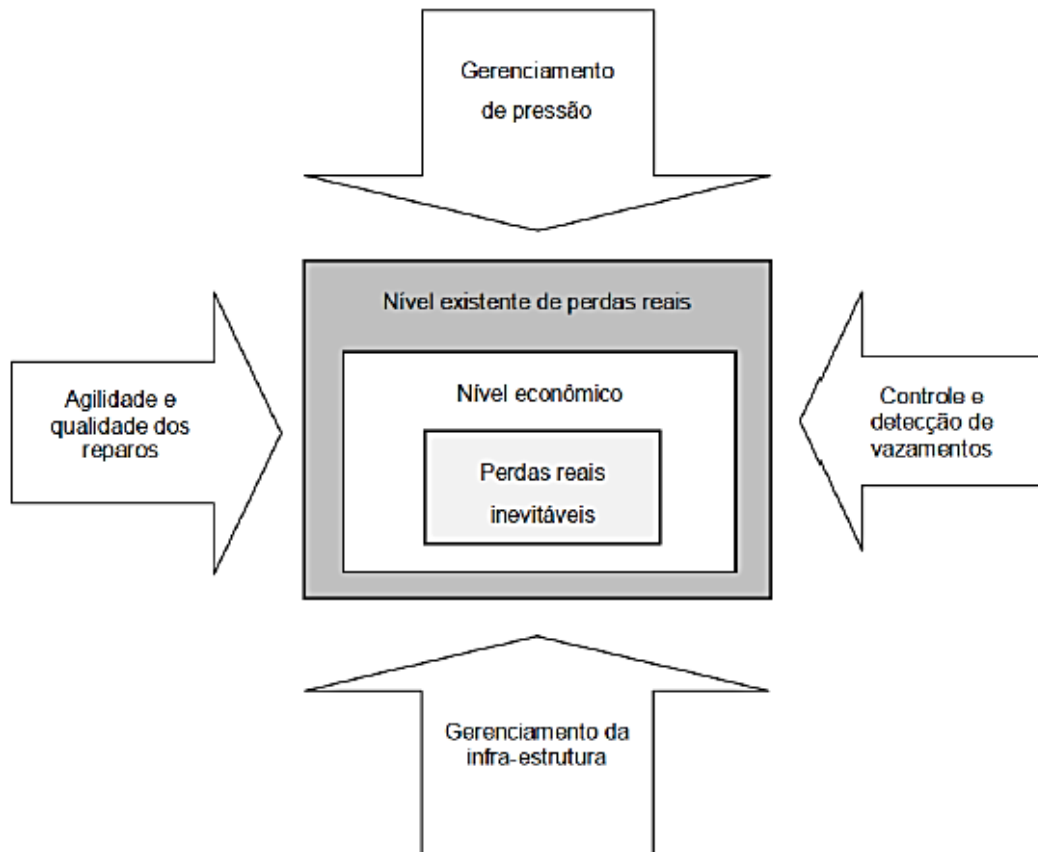 Gerenciamento
de pressão
Nível existente de perdas reais
Nível econômico
Perdas reais
inevitáveis
Agilidade e
qualidade dos
reparos
Controle e
detecção de
vazamentos
Gerenciamento da
infra-estrutura